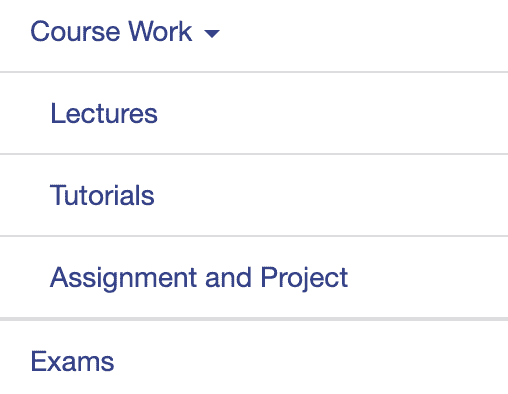 Course Work
Lectures
Tutorials
Assignment and Project
Exams